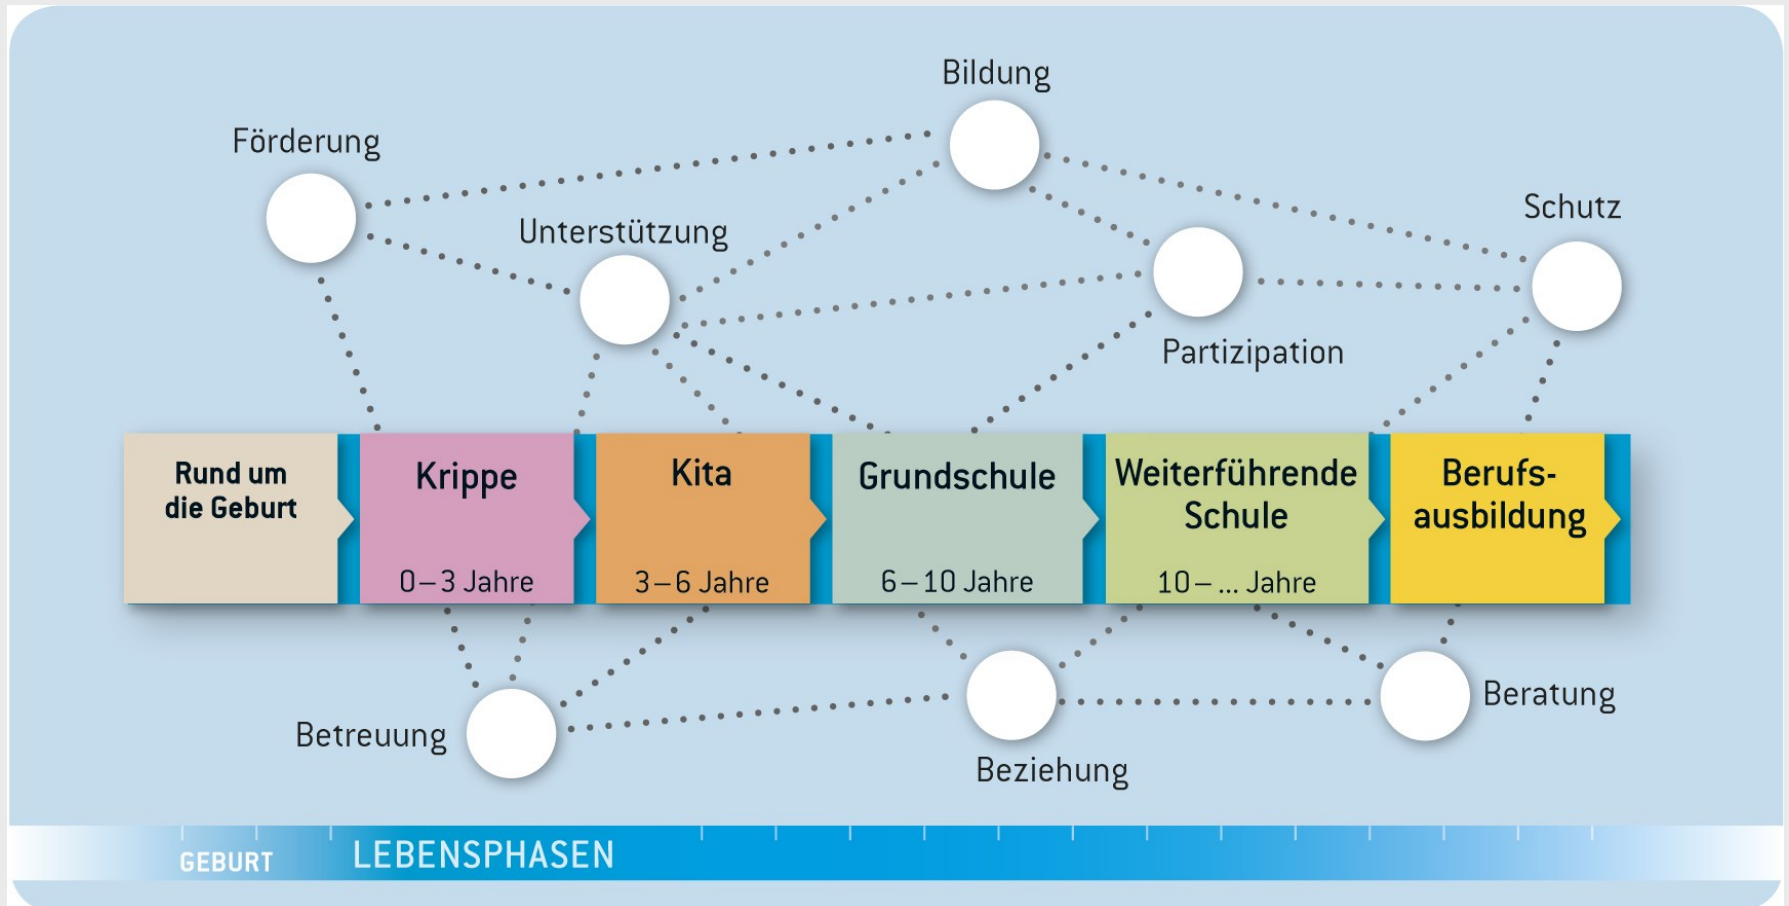 Bildung
Förderung
Schutz
Unterstützung
Partizipation
Rund um
die Geburt
Krippe
0–3 Jahre
Kita
3–6 Jahre
Grundschule
6–10 Jahre
Weiterführende
Schule
10–... Jahre
Berufs-
ausbildung
Betreuung
Beziehung
Beratung
GEBURT
LEBENSPHASEN